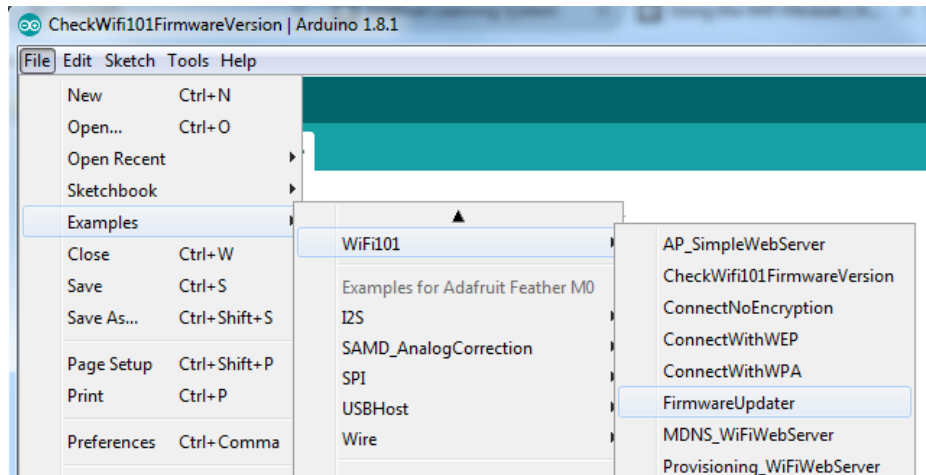 CheckWifi101FirmwareVersion | Arduino 1.8.1
File Edit Sketch Tools Help
New Ctrl+N
Open... Ctrl+O
Open Recent
Sketchbook
Examples
Close Ctrl+W
Save Ctrl+S
Save As... Ctrl+Shift+S
Page Setup Ctrl+Shift+P
Print Ctrl+P
Preferences Ctrl+Comma
WiFi101
Examples for Adafruit Feather M0
I2S
SAMD_AnalogCorrection
SPI
USBHost
Wire
AP_SimpleWebServer
CheckWifi101FirmwareVersion
ConnectNoEncryption
ConnectWithWEP
ConnectWithWPA
FirmwareUpdater
MDNS_WiFiWebServer
Provisioning_WiFiWebServer